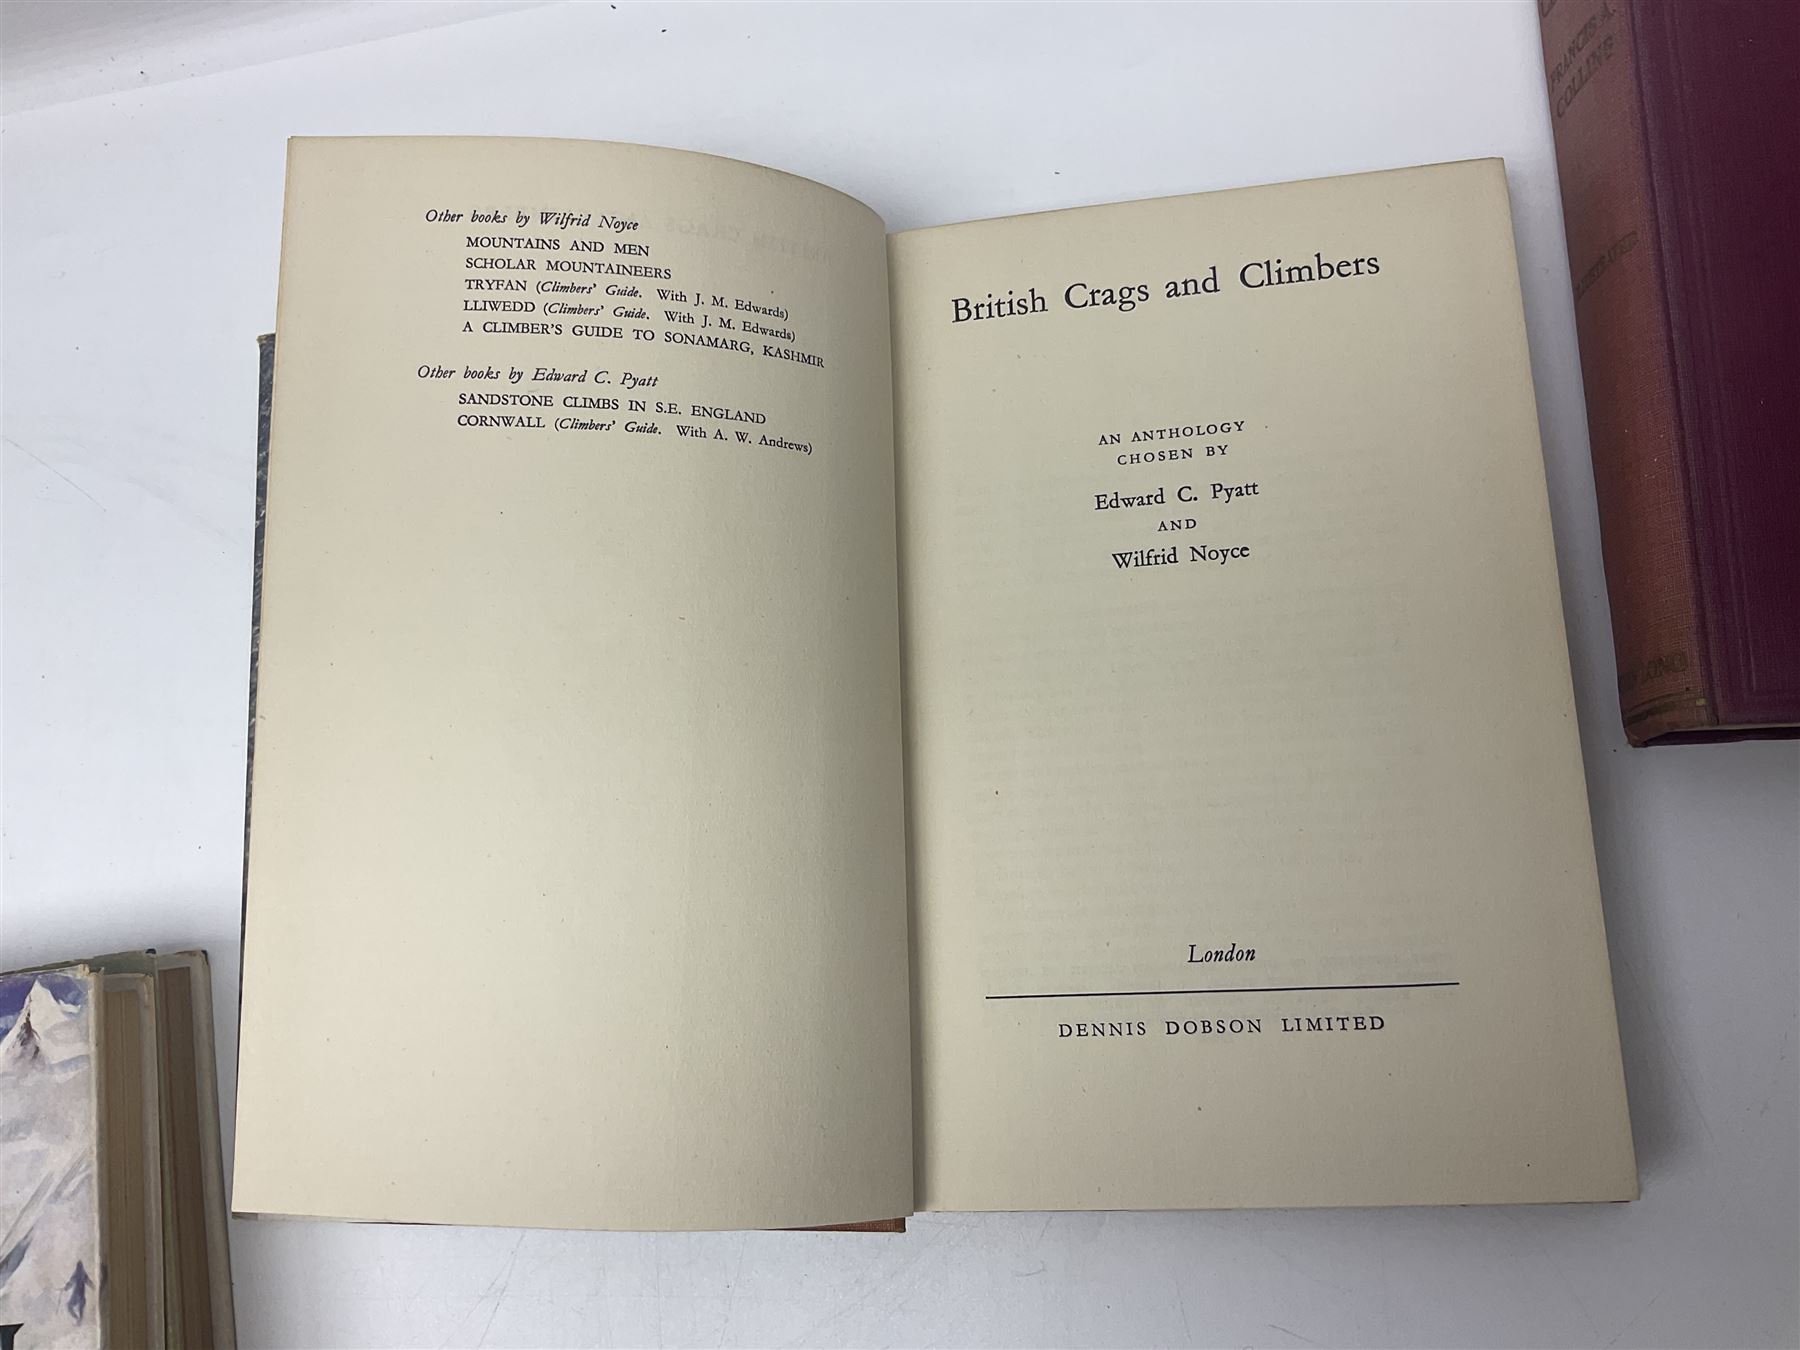 Other books by Wilfrid Noyce
MOUNTAINS AND MEN
SCHOLAR MOUNTAINEERS
TRYFAN (Climbers' Guide. With J. M. Edwards)
LLIWEDD (Climbers' Guide. With J. M. Edwards)
A CLIMBER'S GUIDE TO SONAMARG, KASHMIR
Other books by Edward C. Pyatt
SANDSTONE CLIMBS IN S.E. ENGLAND
CORNWALL (Climbers' Guide. With A. W. Andrews)
British Crags and Climbers
AN ANTHOLOGY
CHOSEN BY
Edward C. Pyatt
AND
Wilfrid Noyce
London
DENNIS DOBSON LIMITED
FRANCIS A.
COLLINS